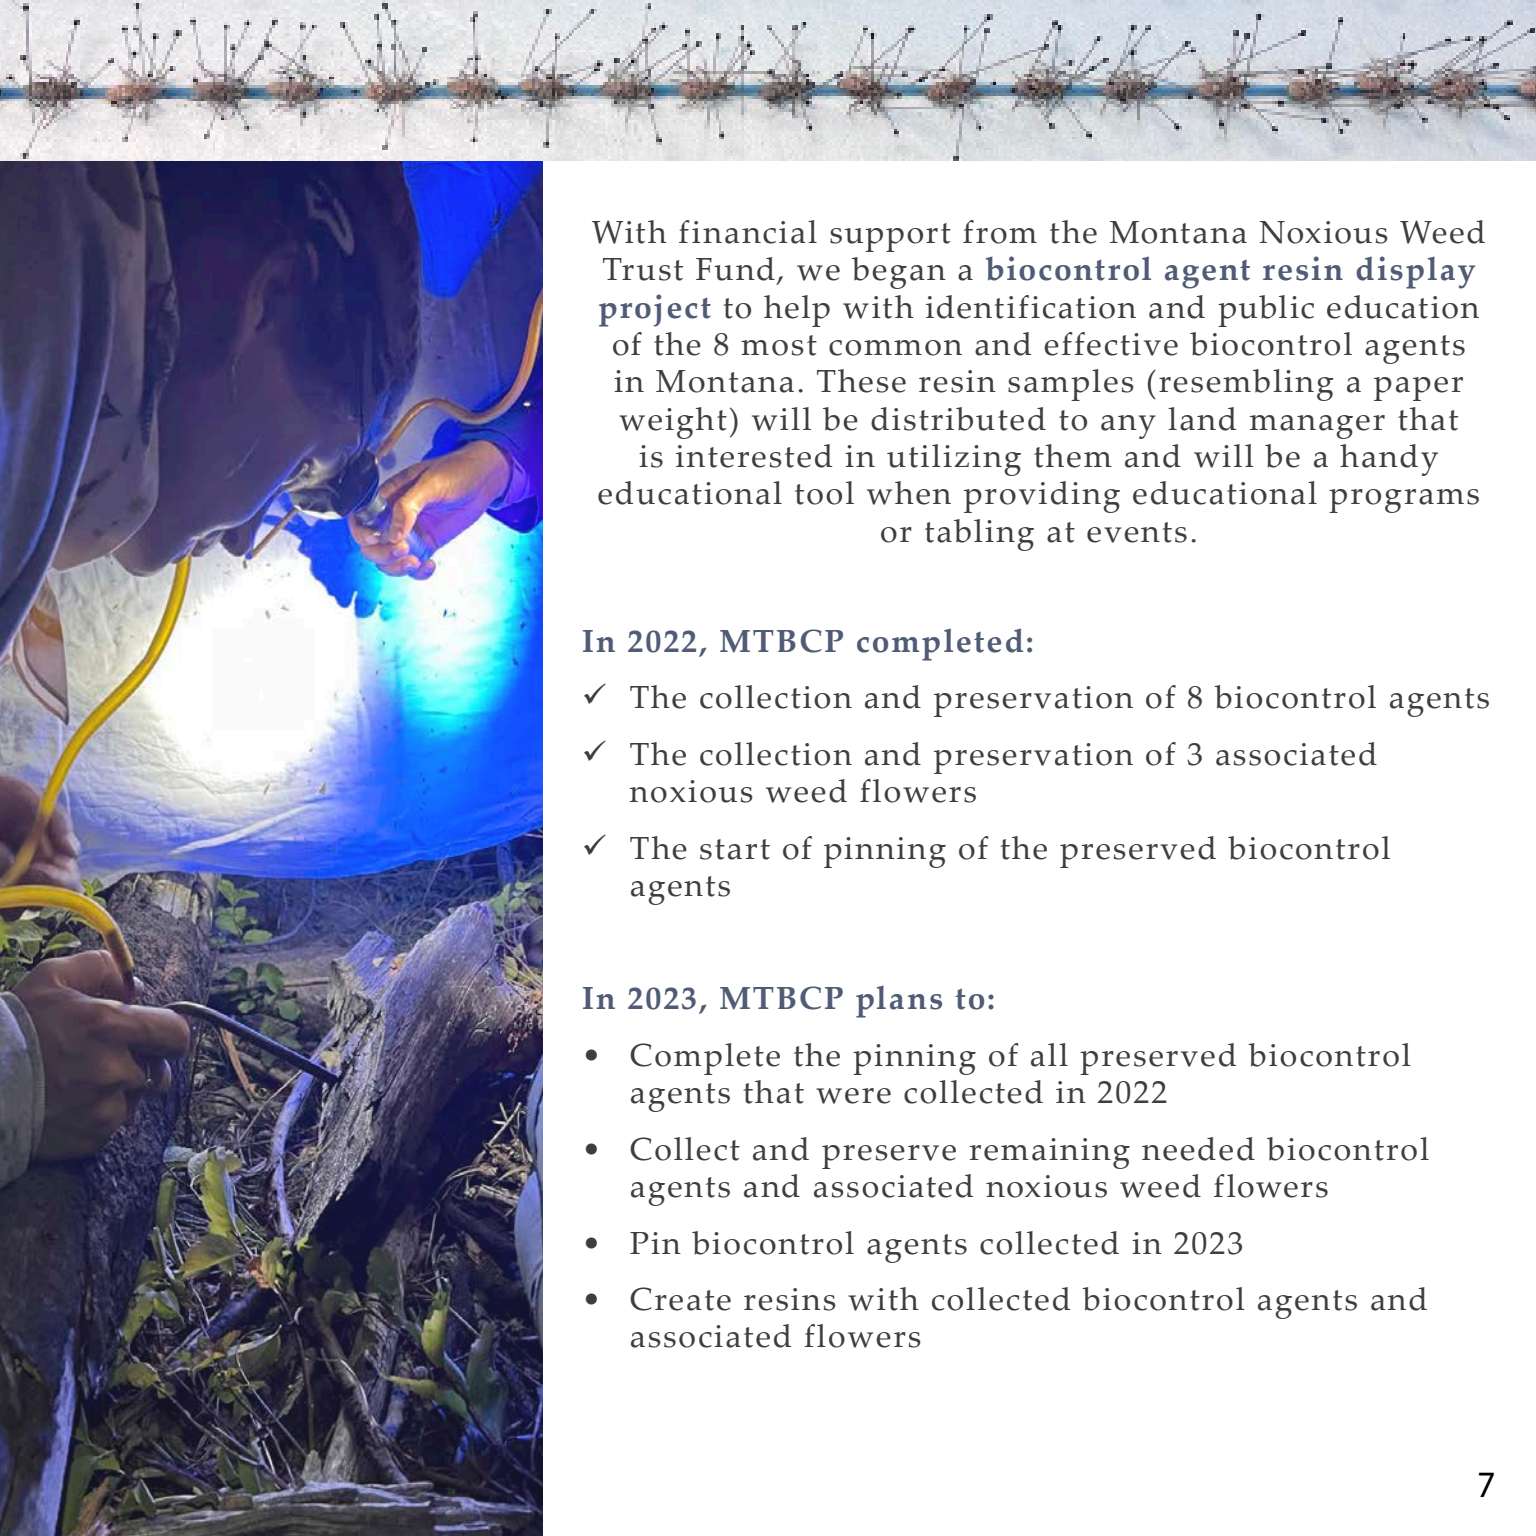 With financial support from the Montana Noxious Weed
Trust Fund, we began a biocontrol agent resin display
project to help with identification and public education
of the 8 most common and effective biocontrol agents
in Montana. These resin samples (resembling a paper
weight) will be distributed to any land manager that
is interested in utilizing them and will be a handy
educational tool when providing educational programs
or tabling at events.
In 2022, MTBCP completed:
✓ The collection and preservation of 8 biocontrol agents
✓ The collection and preservation of 3 associated
noxious weed flowers
✓ The start of pinning of the preserved biocontrol
agents
In 2023, MTBCP plans to:
• Complete the pinning of all preserved biocontrol
agents that were collected in 2022
• Collect and preserve remaining needed biocontrol
agents and associated noxious weed flowers
• Pin biocontrol agents collected in 2023
• Create resins with collected biocontrol agents and
associated flowers
7